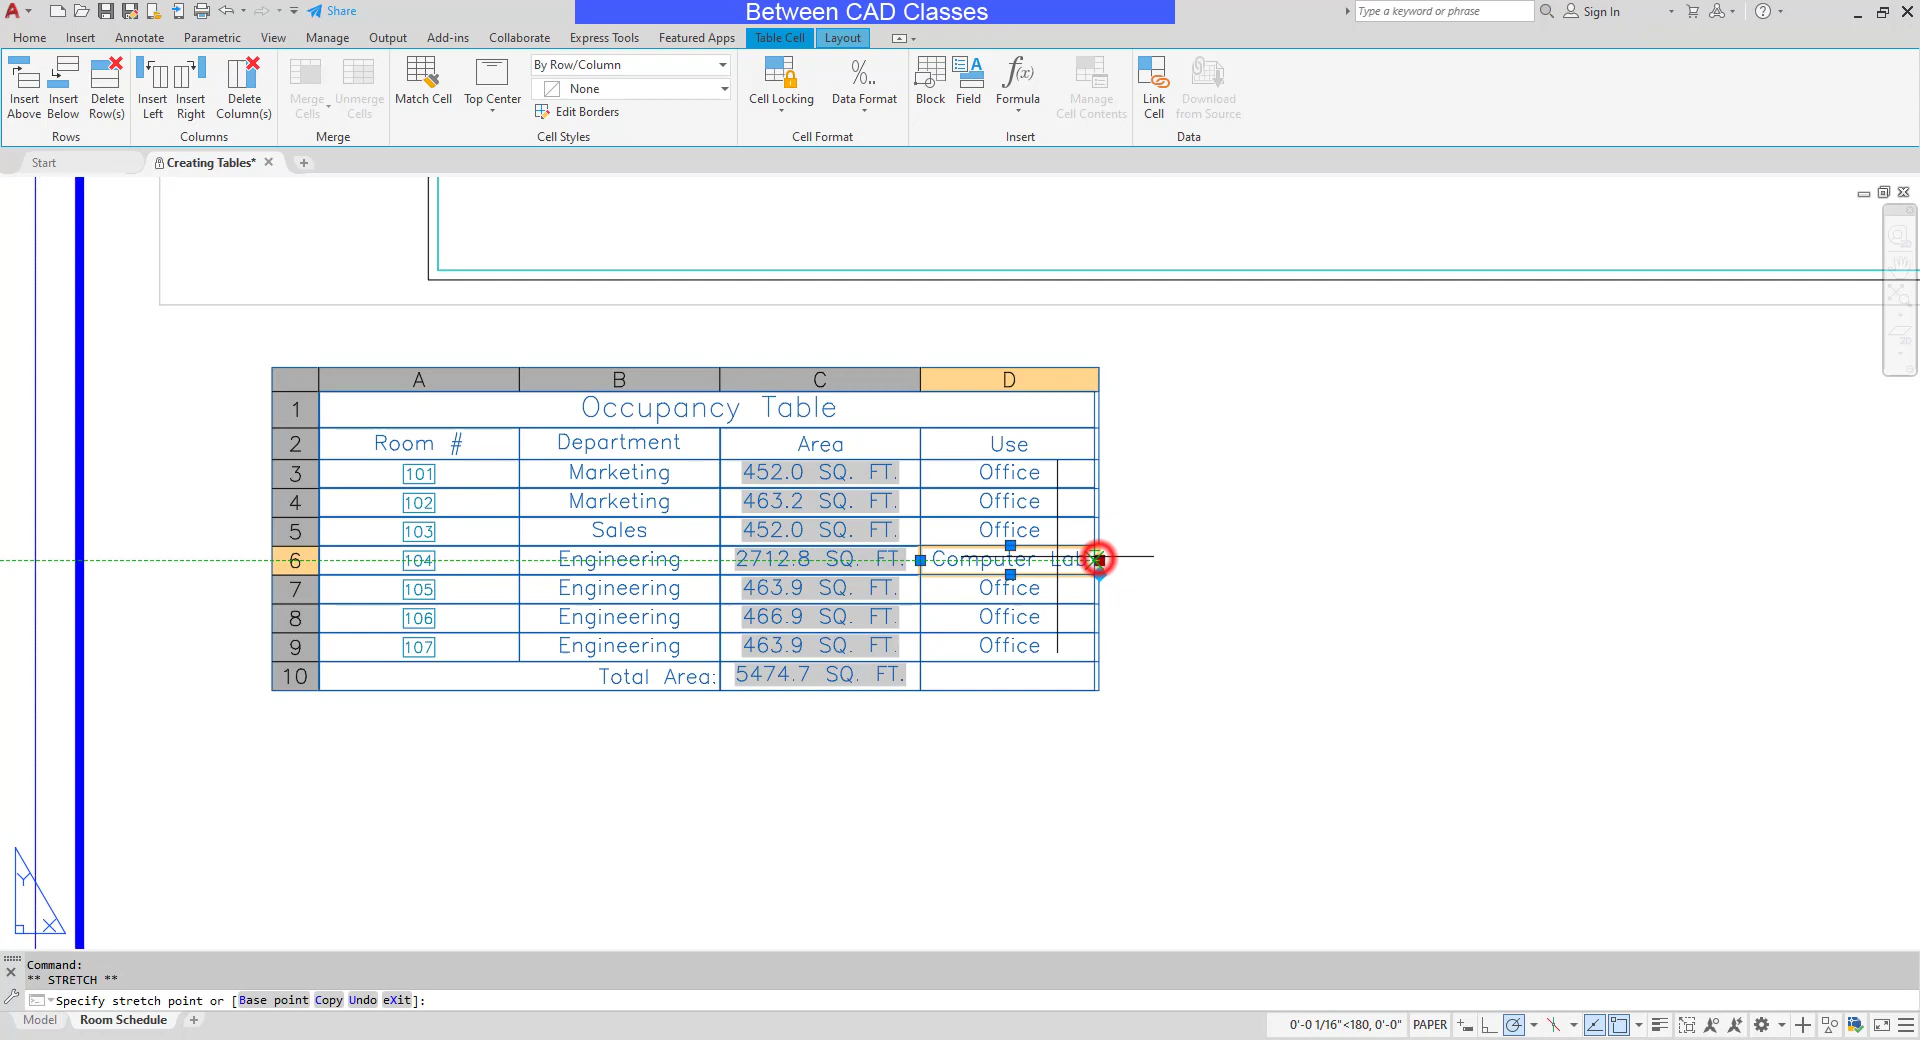 Share
Between CAD Classes
Type a keyword or phrase
Sign In
Home Insert Annotate Parametric View Manage Output Add-ins Collaborate Express Tools Featured Apps Table Cell Layout
Insert Above
Insert Below
Delete Row(s)
Rows
Insert Left
Insert Right
Delete Column(s)
Columns
Merge Cells
Unmerge Cells
Merge
Match Cell
Top Center
By Row/Column
None
Edit Borders
Cell Styles
Cell Locking
Data Format
Cell Format
Block
Field
Formula
Manage Cell Contents
Insert
Link Cell
Download from Source
Data
Start
Creating Tables*
A B C D
1 Occupancy Table
2 Room # Department Area Use
3 101 Marketing 452.0 SQ. FT. Office
4 102 Marketing 463.2 SQ. FT. Office
5 103 Sales 452.0 SQ. FT. Office
6 104 Engineering 2712.8 SQ. FT. Computer Lab
7 105 Engineering 463.9 SQ. FT. Office
8 106 Engineering 466.9 SQ. FT. Office
9 107 Engineering 463.9 SQ. FT. Office
10 Total Area: 5474.7 SQ. FT.
Y
X
Command:
** STRETCH **
Specify stretch point or [Base point Copy Undo eXit]:
Model Room Schedule
0'-0 1/16"<180, 0'-0" PAPER